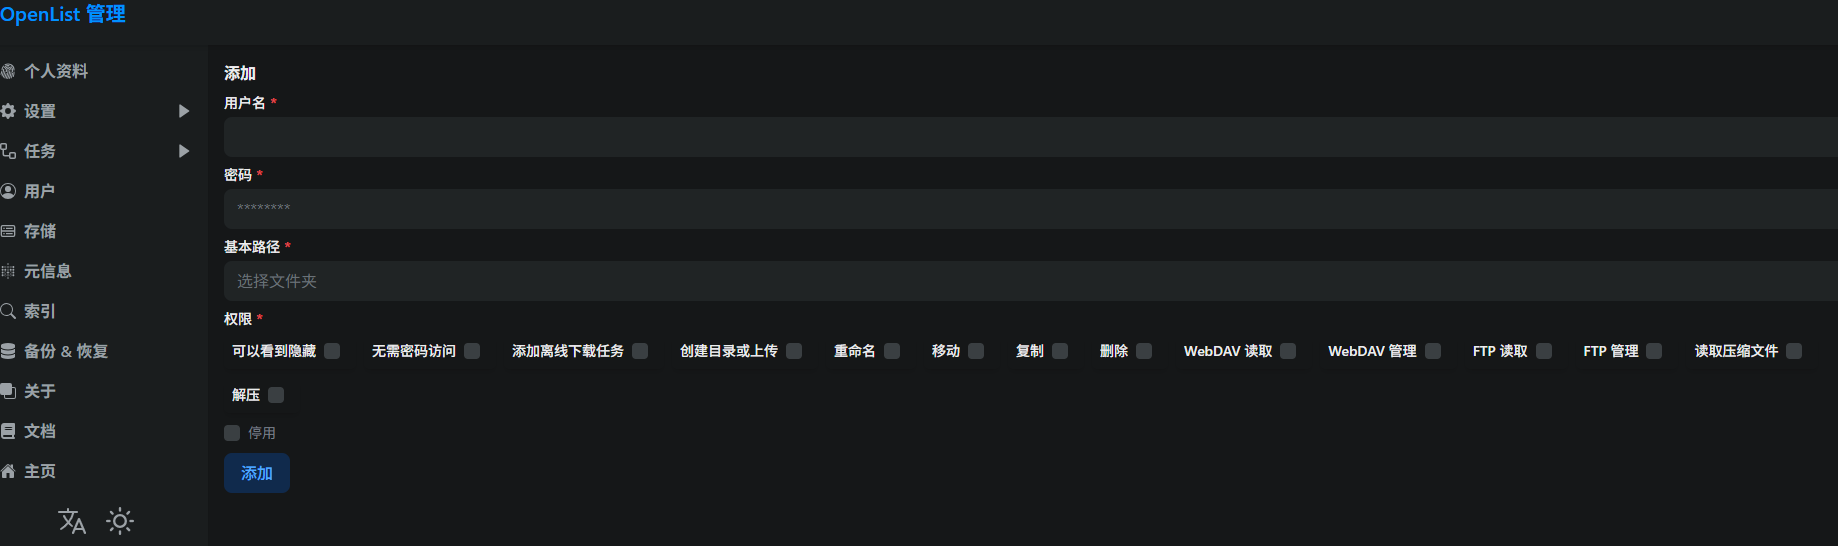 OpenList 管理
个人资料
设置
任务
用户
存储
元信息
索引
备份 & 恢复
关于
文档
主页
添加
用户名 *
密码 *
********
基本路径 *
选择文件夹
权限 *
可以看到隐藏 无需密码访问 添加离线下载任务 创建目录或上传 重命名 移动 复制 删除 WebDAV 读取 WebDAV 管理 FTP 读取 FTP 管理 读取压缩文件
解压
停用
添加